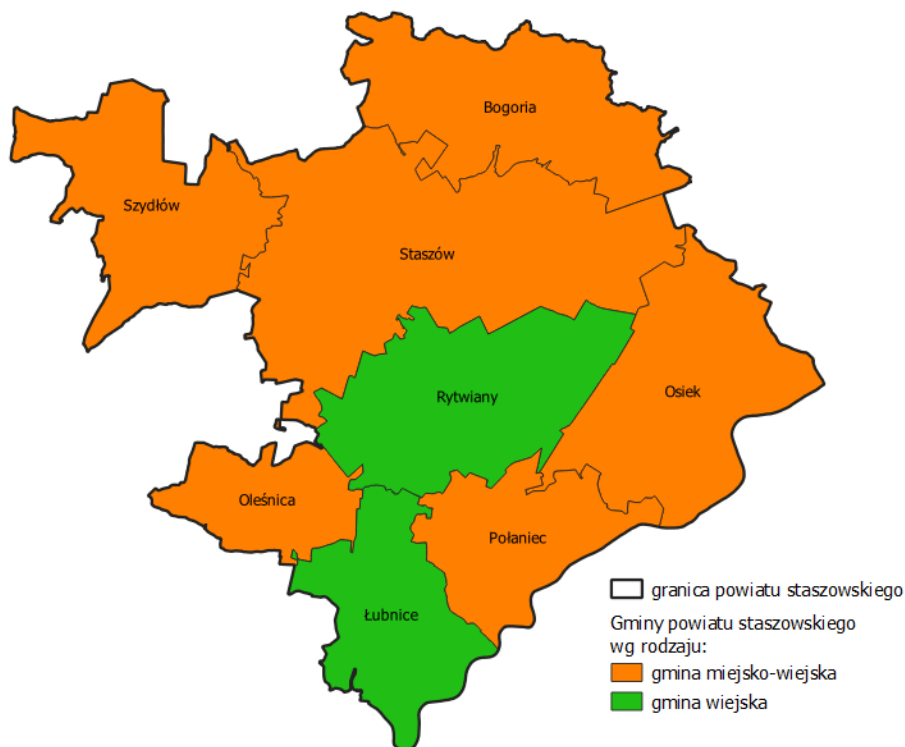 Bogoria
Szydłów
Staszów
Rytwiany
Osiek
Oleśnica
Połaniec
Łubnice
granica powiatu staszowskiego
Gminy powiatu staszowskiego
wg rodzaju:
gmina miejsko-wiejska
gmina wiejska